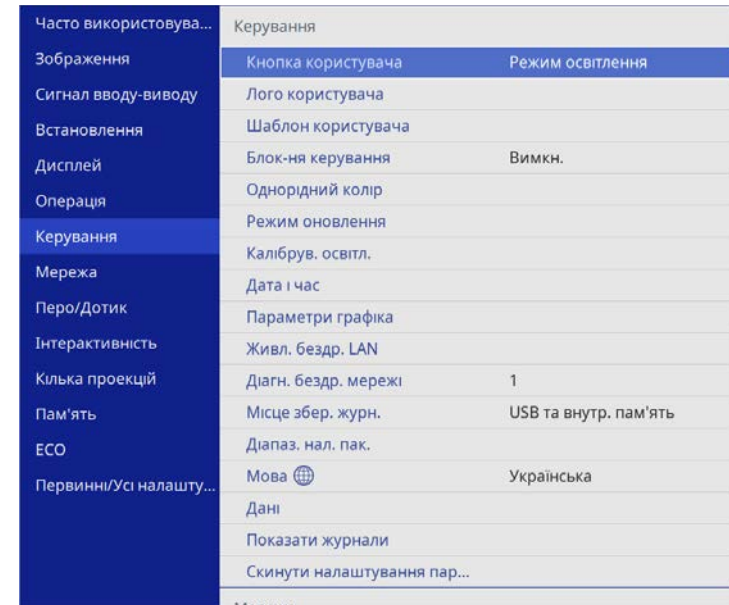 Часто використовува...
Зображення
Сигнал вводу-виводу
Встановлення
Дисплей
Операція
Керування
Мережа
Перо/Дотик
Інтерактивність
Кілька проекцій
Пам'ять
ECO
Первинні/Усі налашту...
Керування
Кнопка користувача Режим освітлення
Лого користувача
Шаблон користувача
Блок-ня керування Вимкн.
Однорідний колір
Режим оновлення
Калібрув. освітл.
Дата і час
Параметри графіка
Живл. бездр. LAN
Діагн. бездр. мережі 1
Місце збер. журн. USB та внутр. пам'ять
Діапаз. нал. пак.
Мова Українська
Дані
Показати журнали
Скинути налаштування пар...